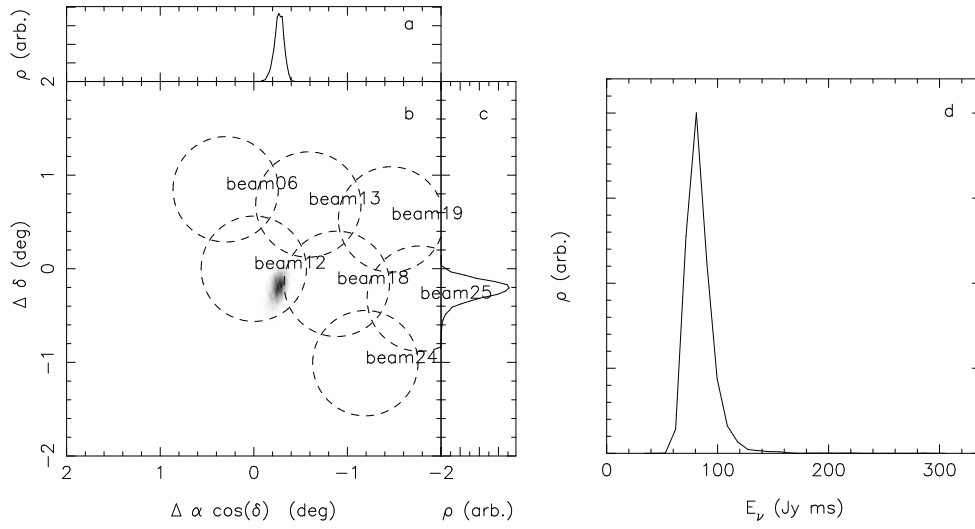 ρ (arb.)
a
2
b
c
d
beam06
beam13
beam19
1
Δ δ (deg)
0
beam12
beam18
beam25
ρ (arb.)
beam24
-1
-2
2
1
0
-1
-2
0
100
200
300
Δ α cos(δ) (deg)
ρ (arb.)
E_ν (Jy ms)